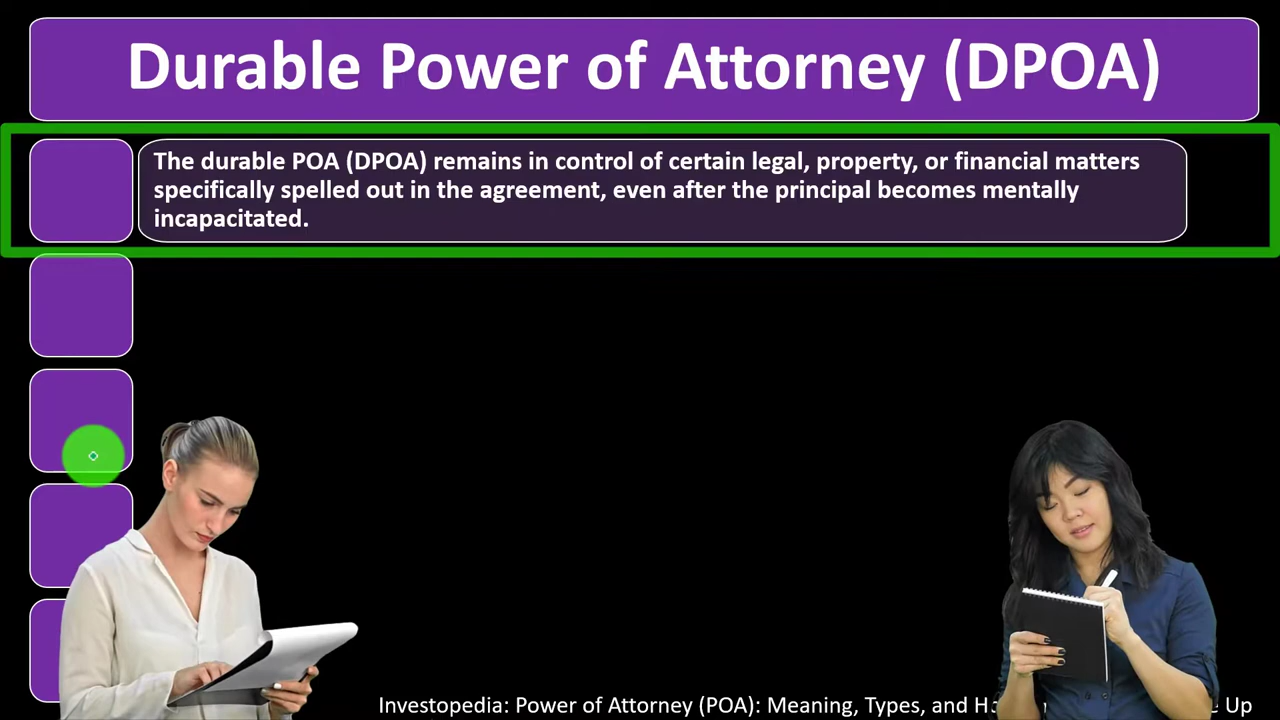 Durable Power of Attorney (DPOA)
The durable POA (DPOA) remains in control of certain legal, property, or financial matters
specifically spelled out in the agreement, even after the principal becomes mentally
incapacitated.
Investopedia: Power of Attorney (POA): Meaning, Types, and Up